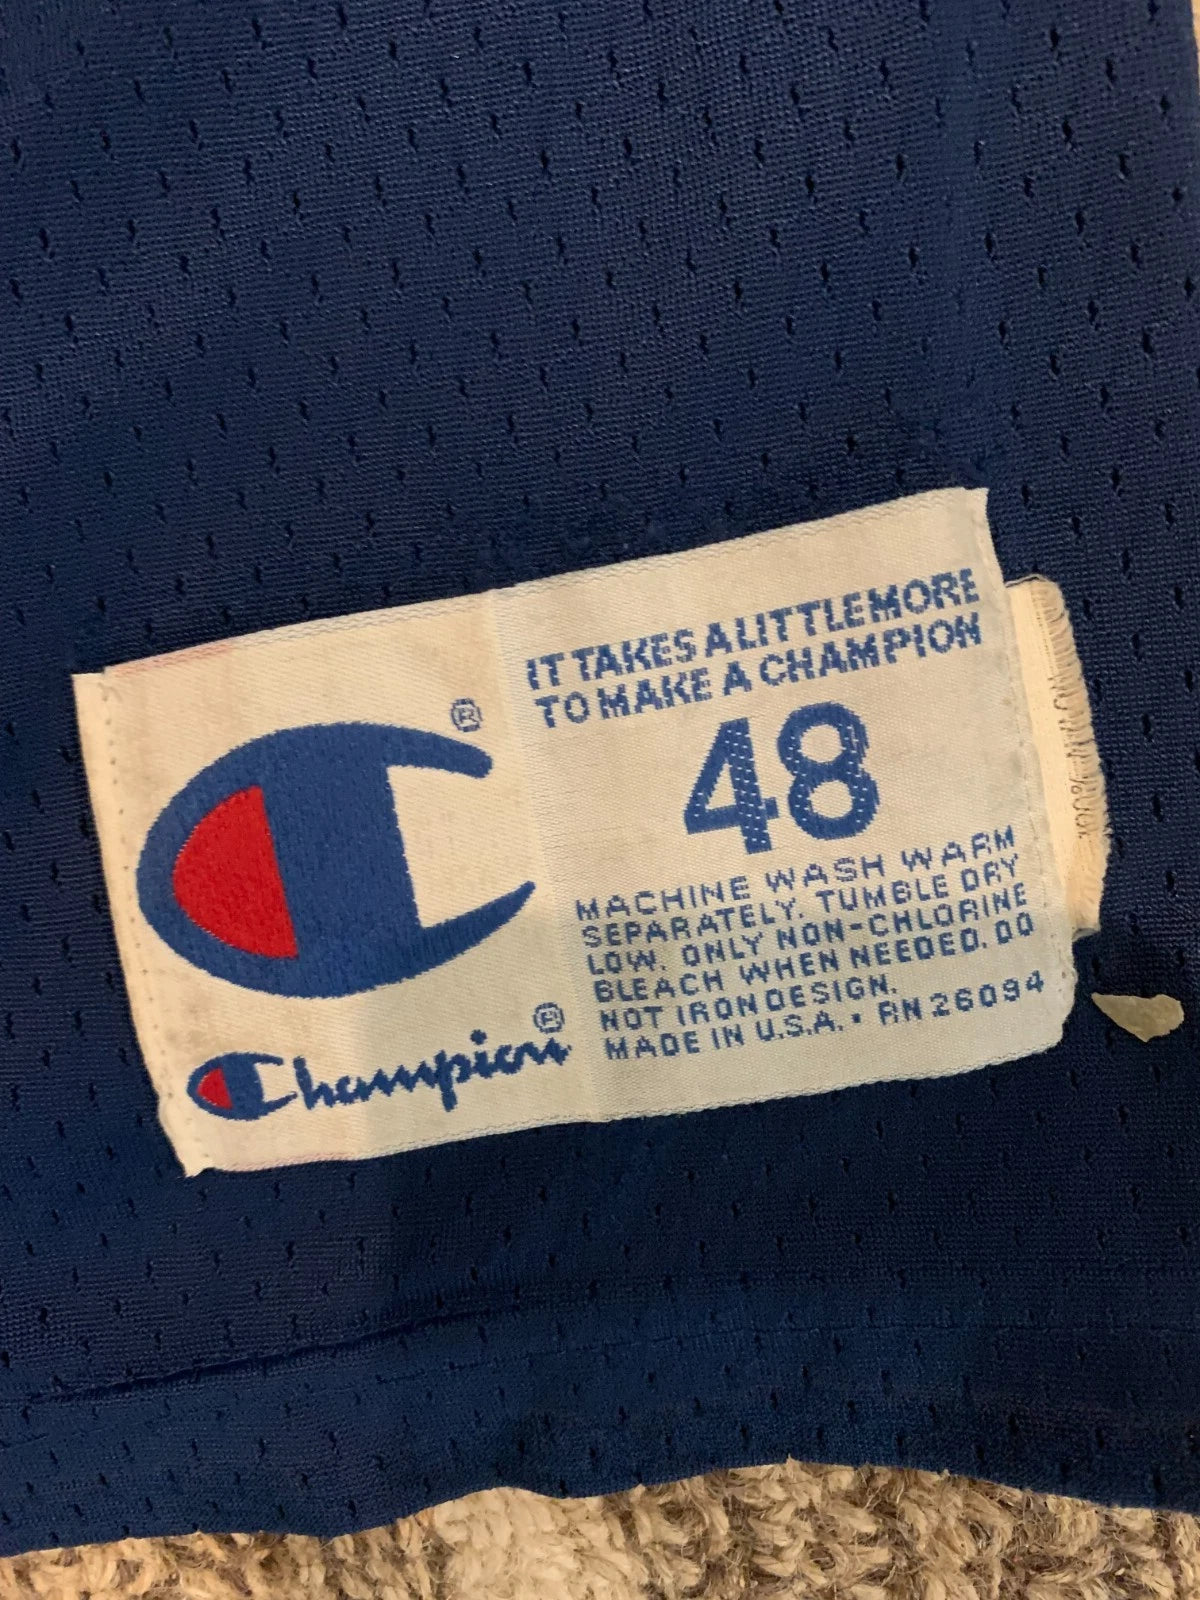 IT TAKES A LITTLE MORE
TO MAKE A CHAMPION
48
MACHINE WASH WARM
SEPARATELY. TUMBLE DRY
LOW. ONLY NON-CHLORINE
BLEACH WHEN NEEDED. DO
NOT IRON DESIGN.
MADE IN U.S.A. • RN 26094
®
Champion®